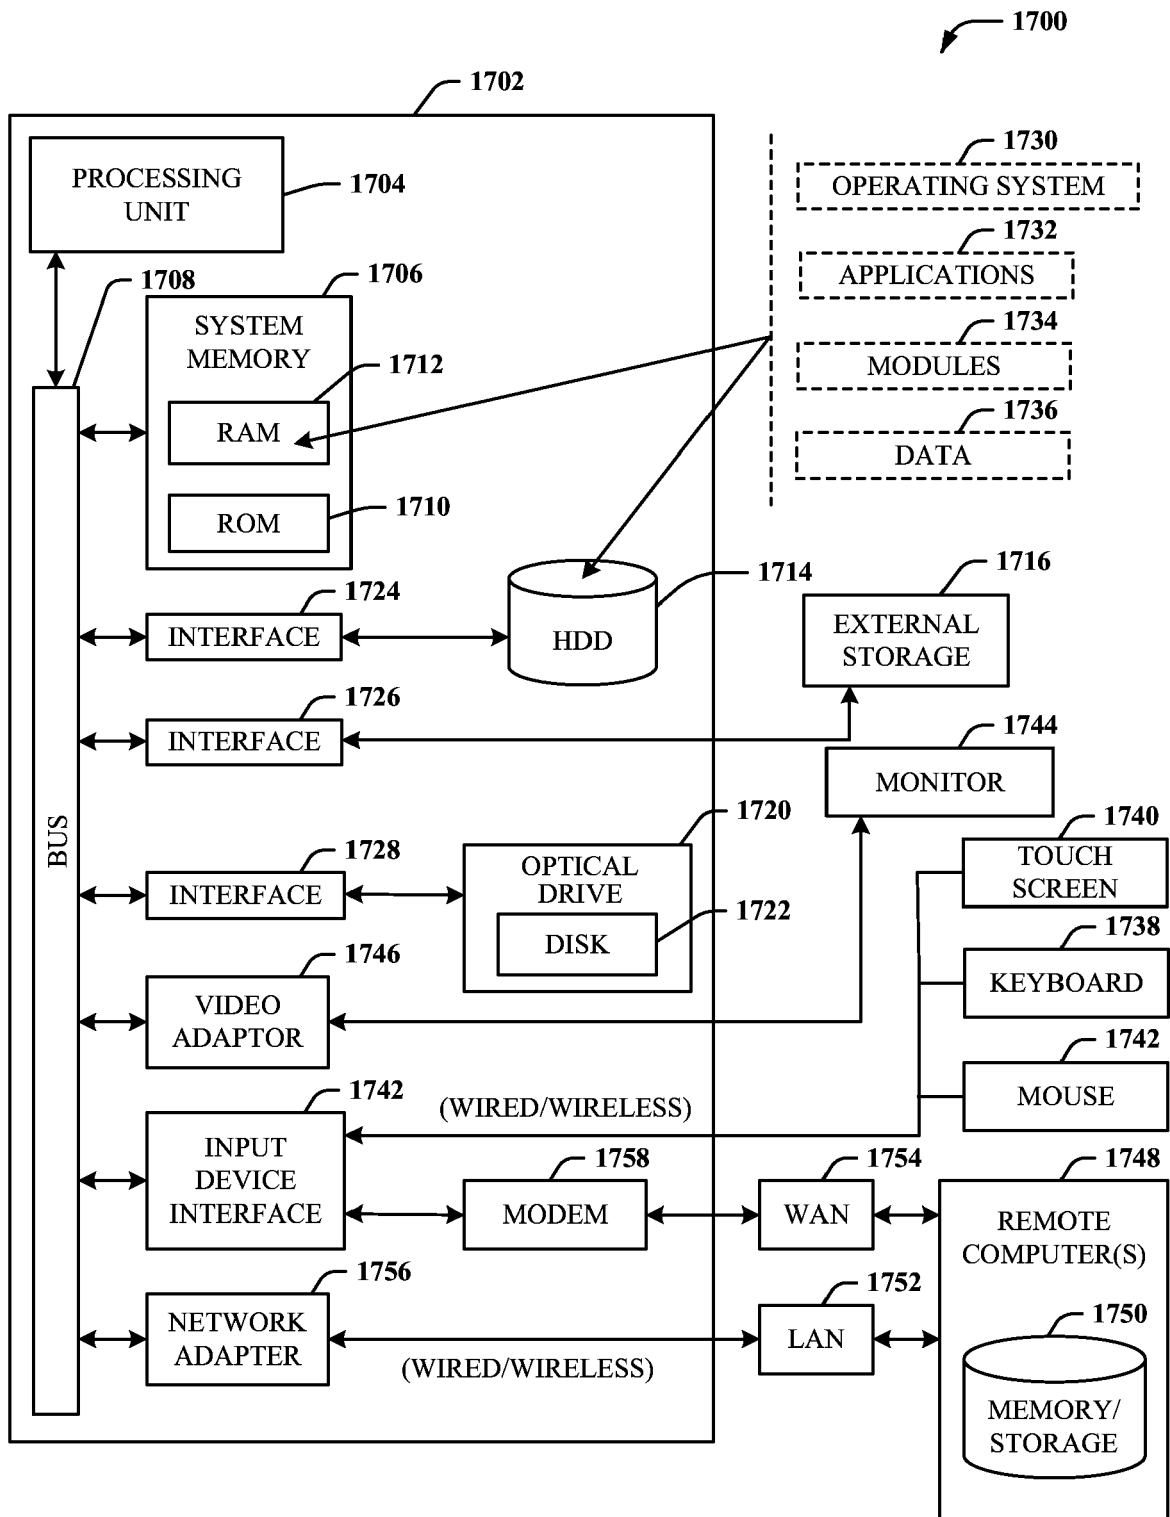 1700
1702
PROCESSING
UNIT
1704
1730
OPERATING SYSTEM
1732
APPLICATIONS
1734
MODULES
1736
DATA
1708
1706
SYSTEM
MEMORY
1712
RAM
1710
ROM
1714
HDD
1724
INTERFACE
1716
EXTERNAL
STORAGE
1726
INTERFACE
1744
MONITOR
BUS
1728
INTERFACE
1720
OPTICAL
DRIVE
1722
DISK
1740
TOUCH
SCREEN
1738
KEYBOARD
1742
MOUSE
1746
VIDEO
ADAPTOR
1742
INPUT
DEVICE
INTERFACE
(WIRED/WIRELESS)
1758
MODEM
1754
WAN
1748
REMOTE
COMPUTER(S)
1756
NETWORK
ADAPTER
(WIRED/WIRELESS)
1752
LAN
1750
MEMORY/
STORAGE